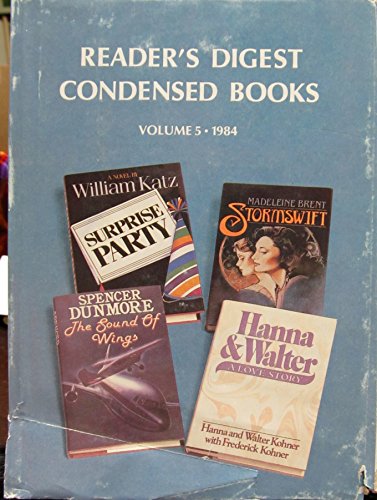 READER'S DIGEST
CONDENSED BOOKS
VOLUME 5 • 1984
A NOVEL BY
William Katz
SURPRISE
PARTY
MADELEINE BRENT
STORMSWIFT
SPENCER
DUNMORE
The Sound Of
Wings
Hanna
& Walter
A LOVE STORY
Hanna and Walter Kohner
with Frederick Kohner